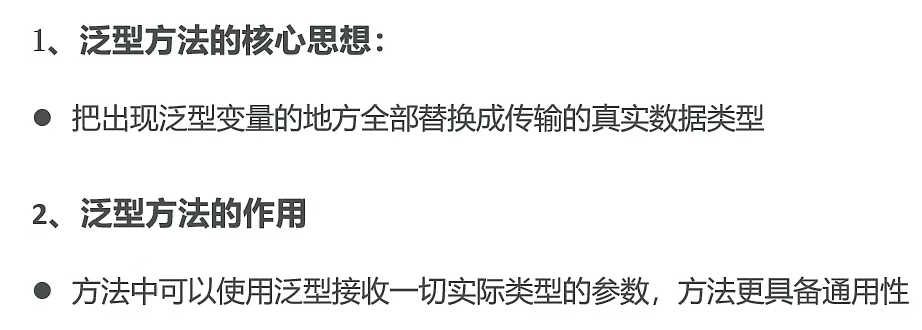 1、泛型方法的核心思想：
● 把出现泛型变量的地方全部替换成传输的真实数据类型
2、泛型方法的作用
● 方法中可以使用泛型接收一切实际类型的参数，方法更具备通用性